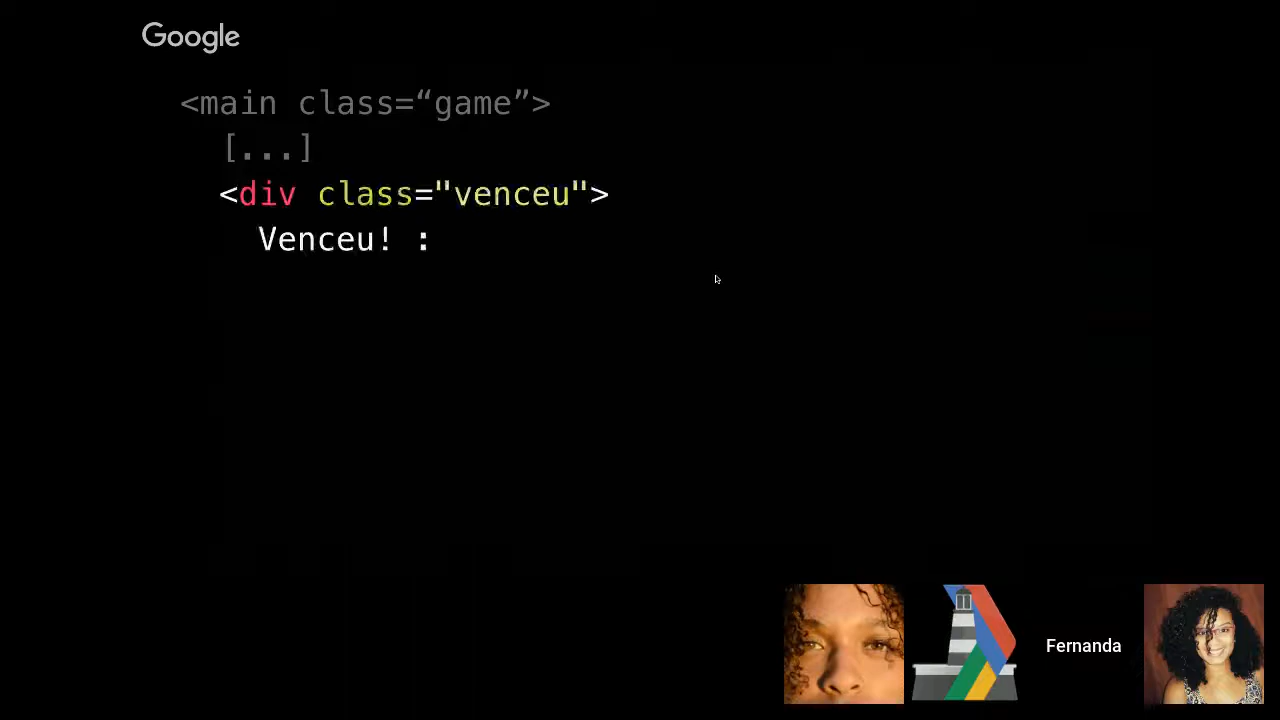 Google
<main class=“game”>
[...]
<div class="venceu">
Venceu! :
Fernanda